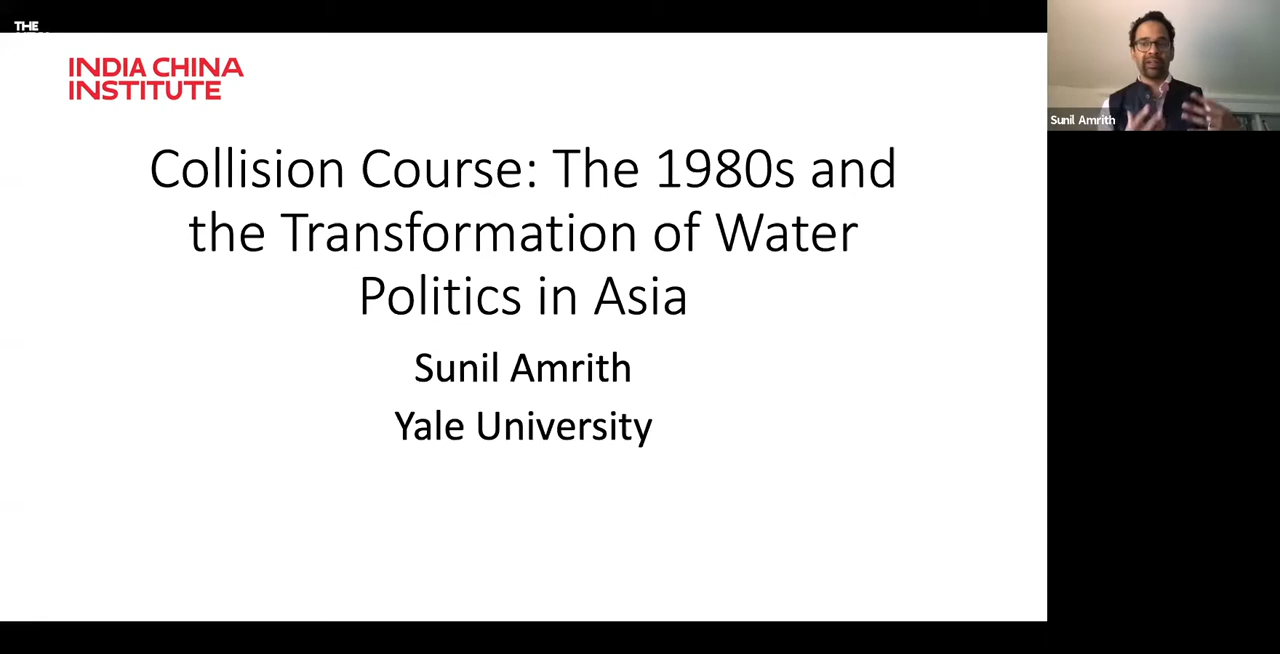 THE
INDIA CHINA
INSTITUTE
Sunil Amrith
Collision Course: The 1980s and
the Transformation of Water
Politics in Asia
Sunil Amrith
Yale University